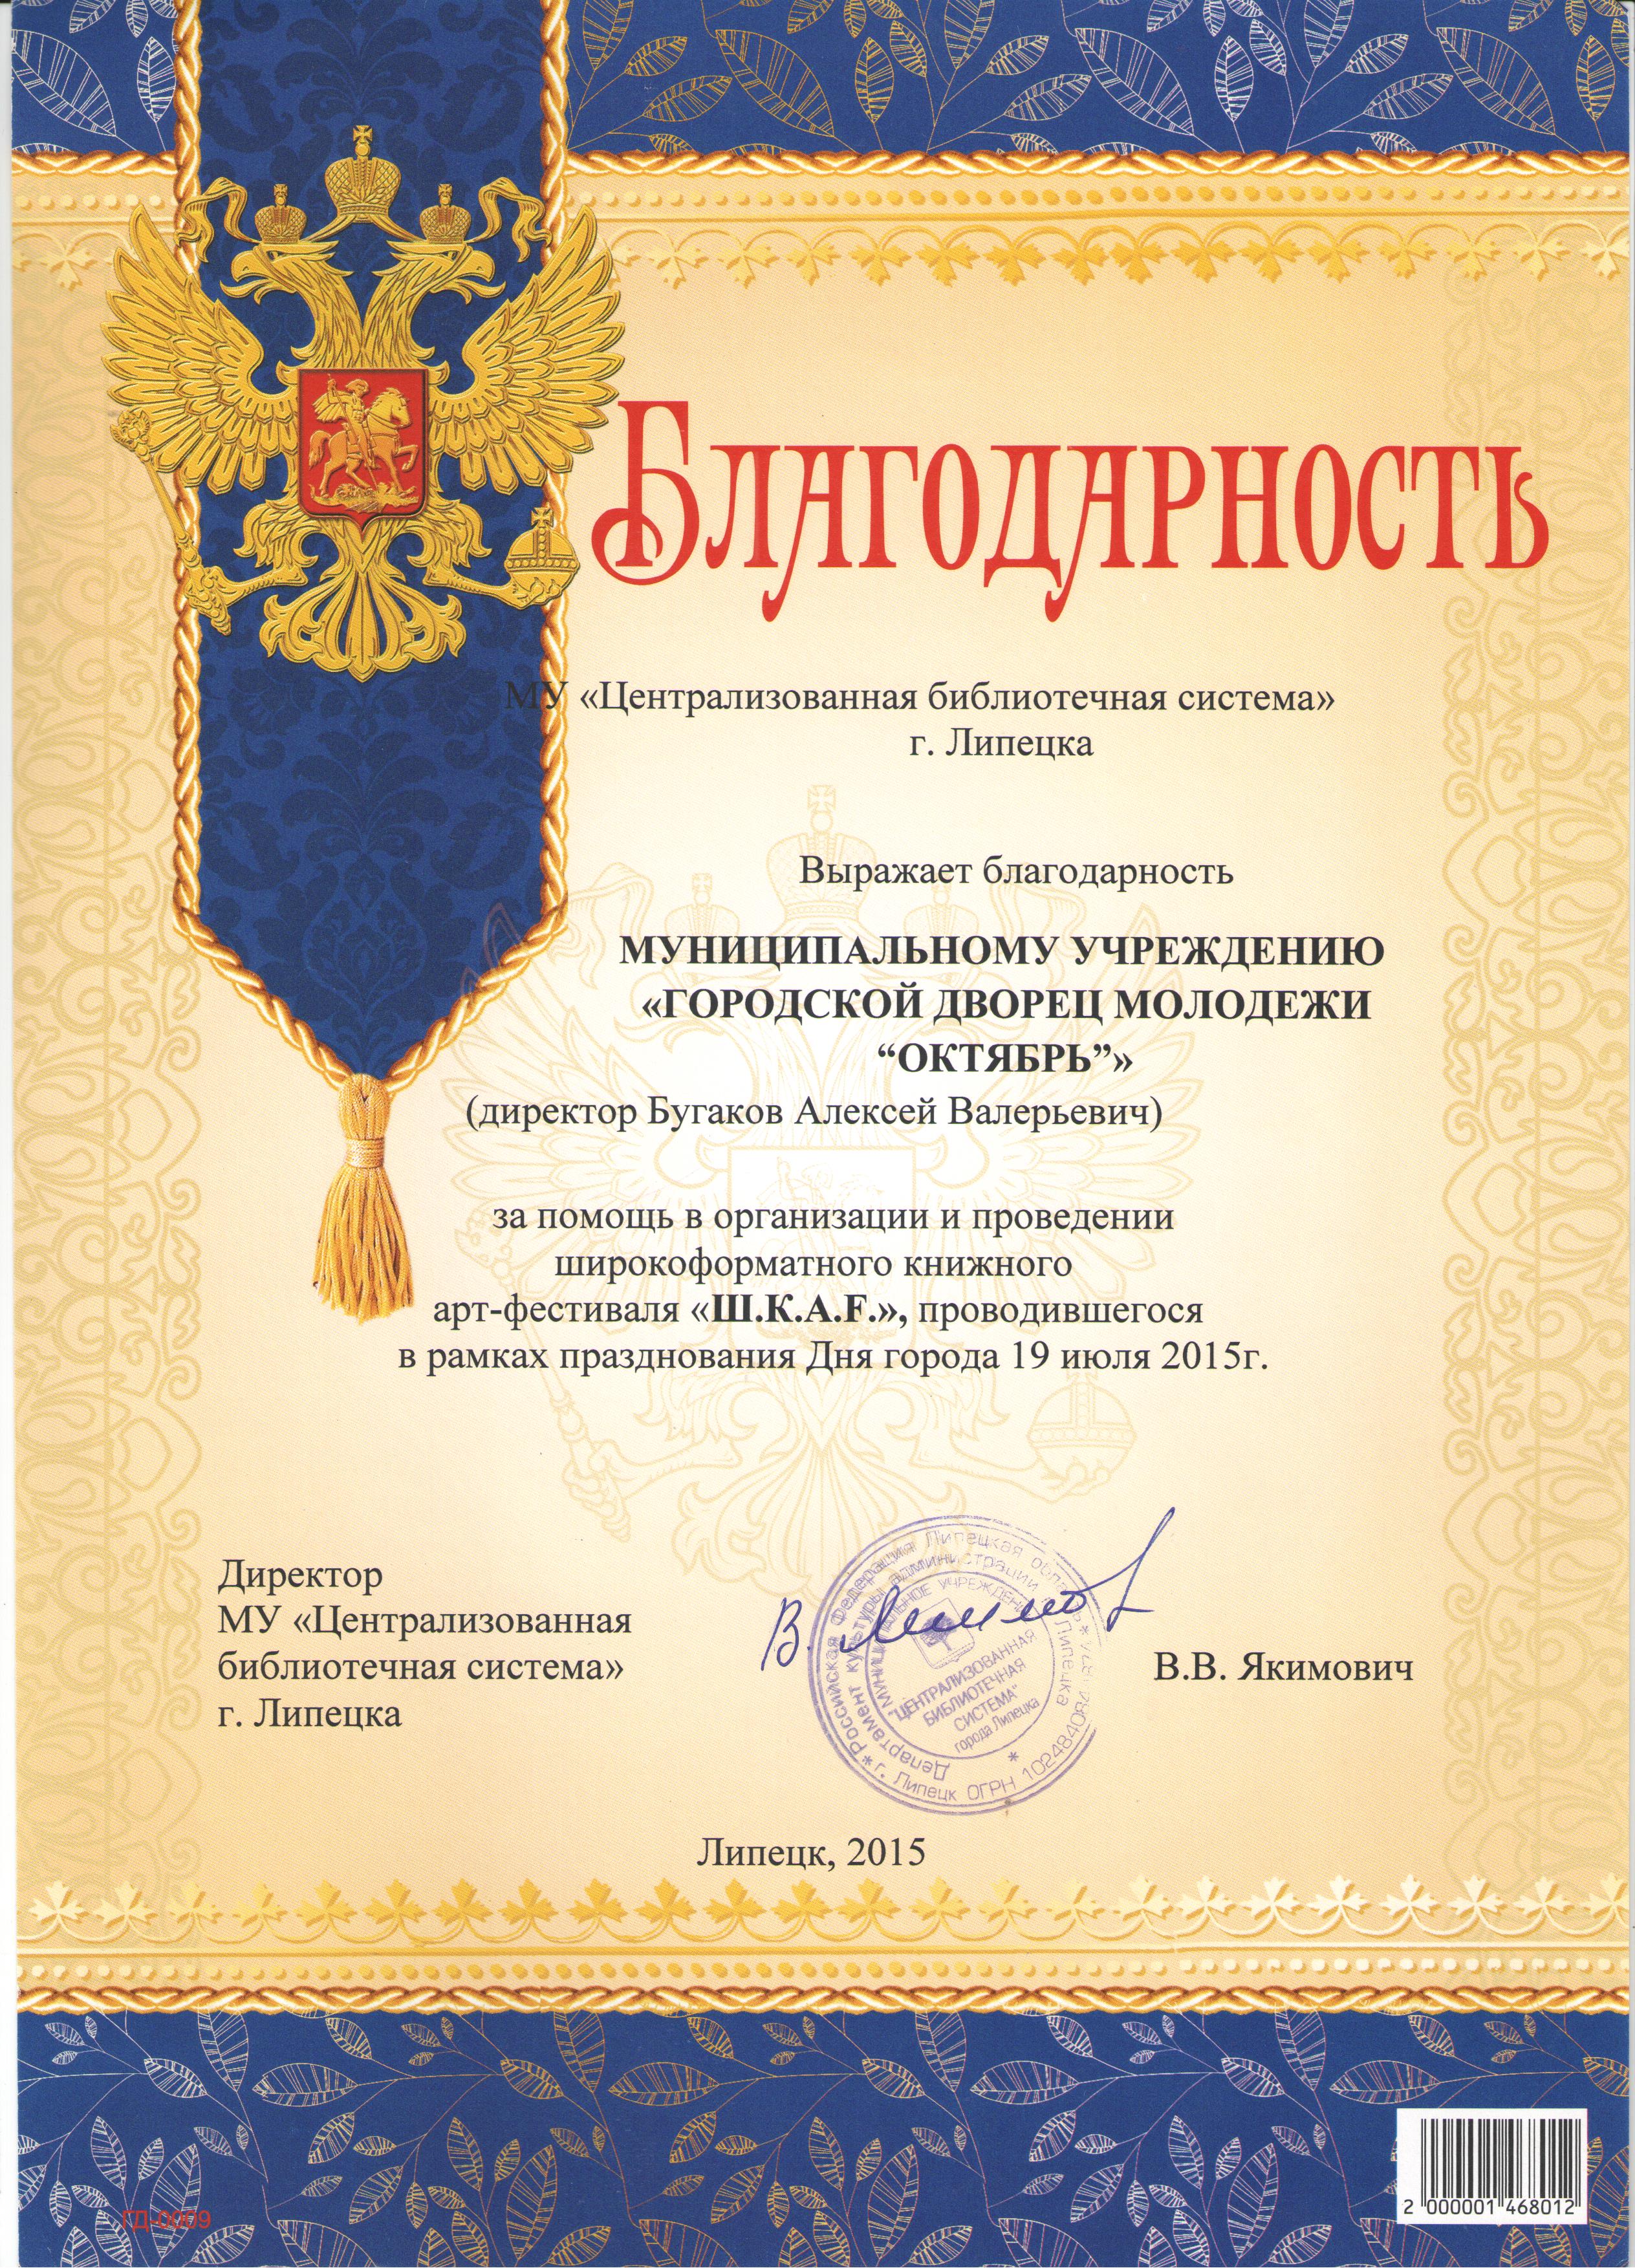 Благодарность
МУ «Централизованная библиотечная система»
г. Липецка
Выражает благодарность
МУНИЦИПАЛЬНОМУ УЧРЕЖДЕНИЮ
«ГОРОДСКОЙ ДВОРЕЦ МОЛОДЕЖИ
“ОКТЯБРЬ”»
(директор Бугаков Алексей Валерьевич)
за помощь в организации и проведении
широкоформатного книжного
арт-фестиваля «Ш.К.А.F.», проводившегося
в рамках празднования Дня города 19 июля 2015г.
Директор
МУ «Централизованная
библиотечная система»
г. Липецка
В.В. Якимович
Российская Федерация Липецкая область
Департамент культуры администрации г. Липецка
МУНИЦИПАЛЬНОЕ УЧРЕЖДЕНИЕ
"ЦЕНТРАЛИЗОВАННАЯ
БИБЛИОТЕЧНАЯ
СИСТЕМА"
города Липецка
г. Липецк ОГРН
Липецк, 2015
ГД-0009
2 000001 468012